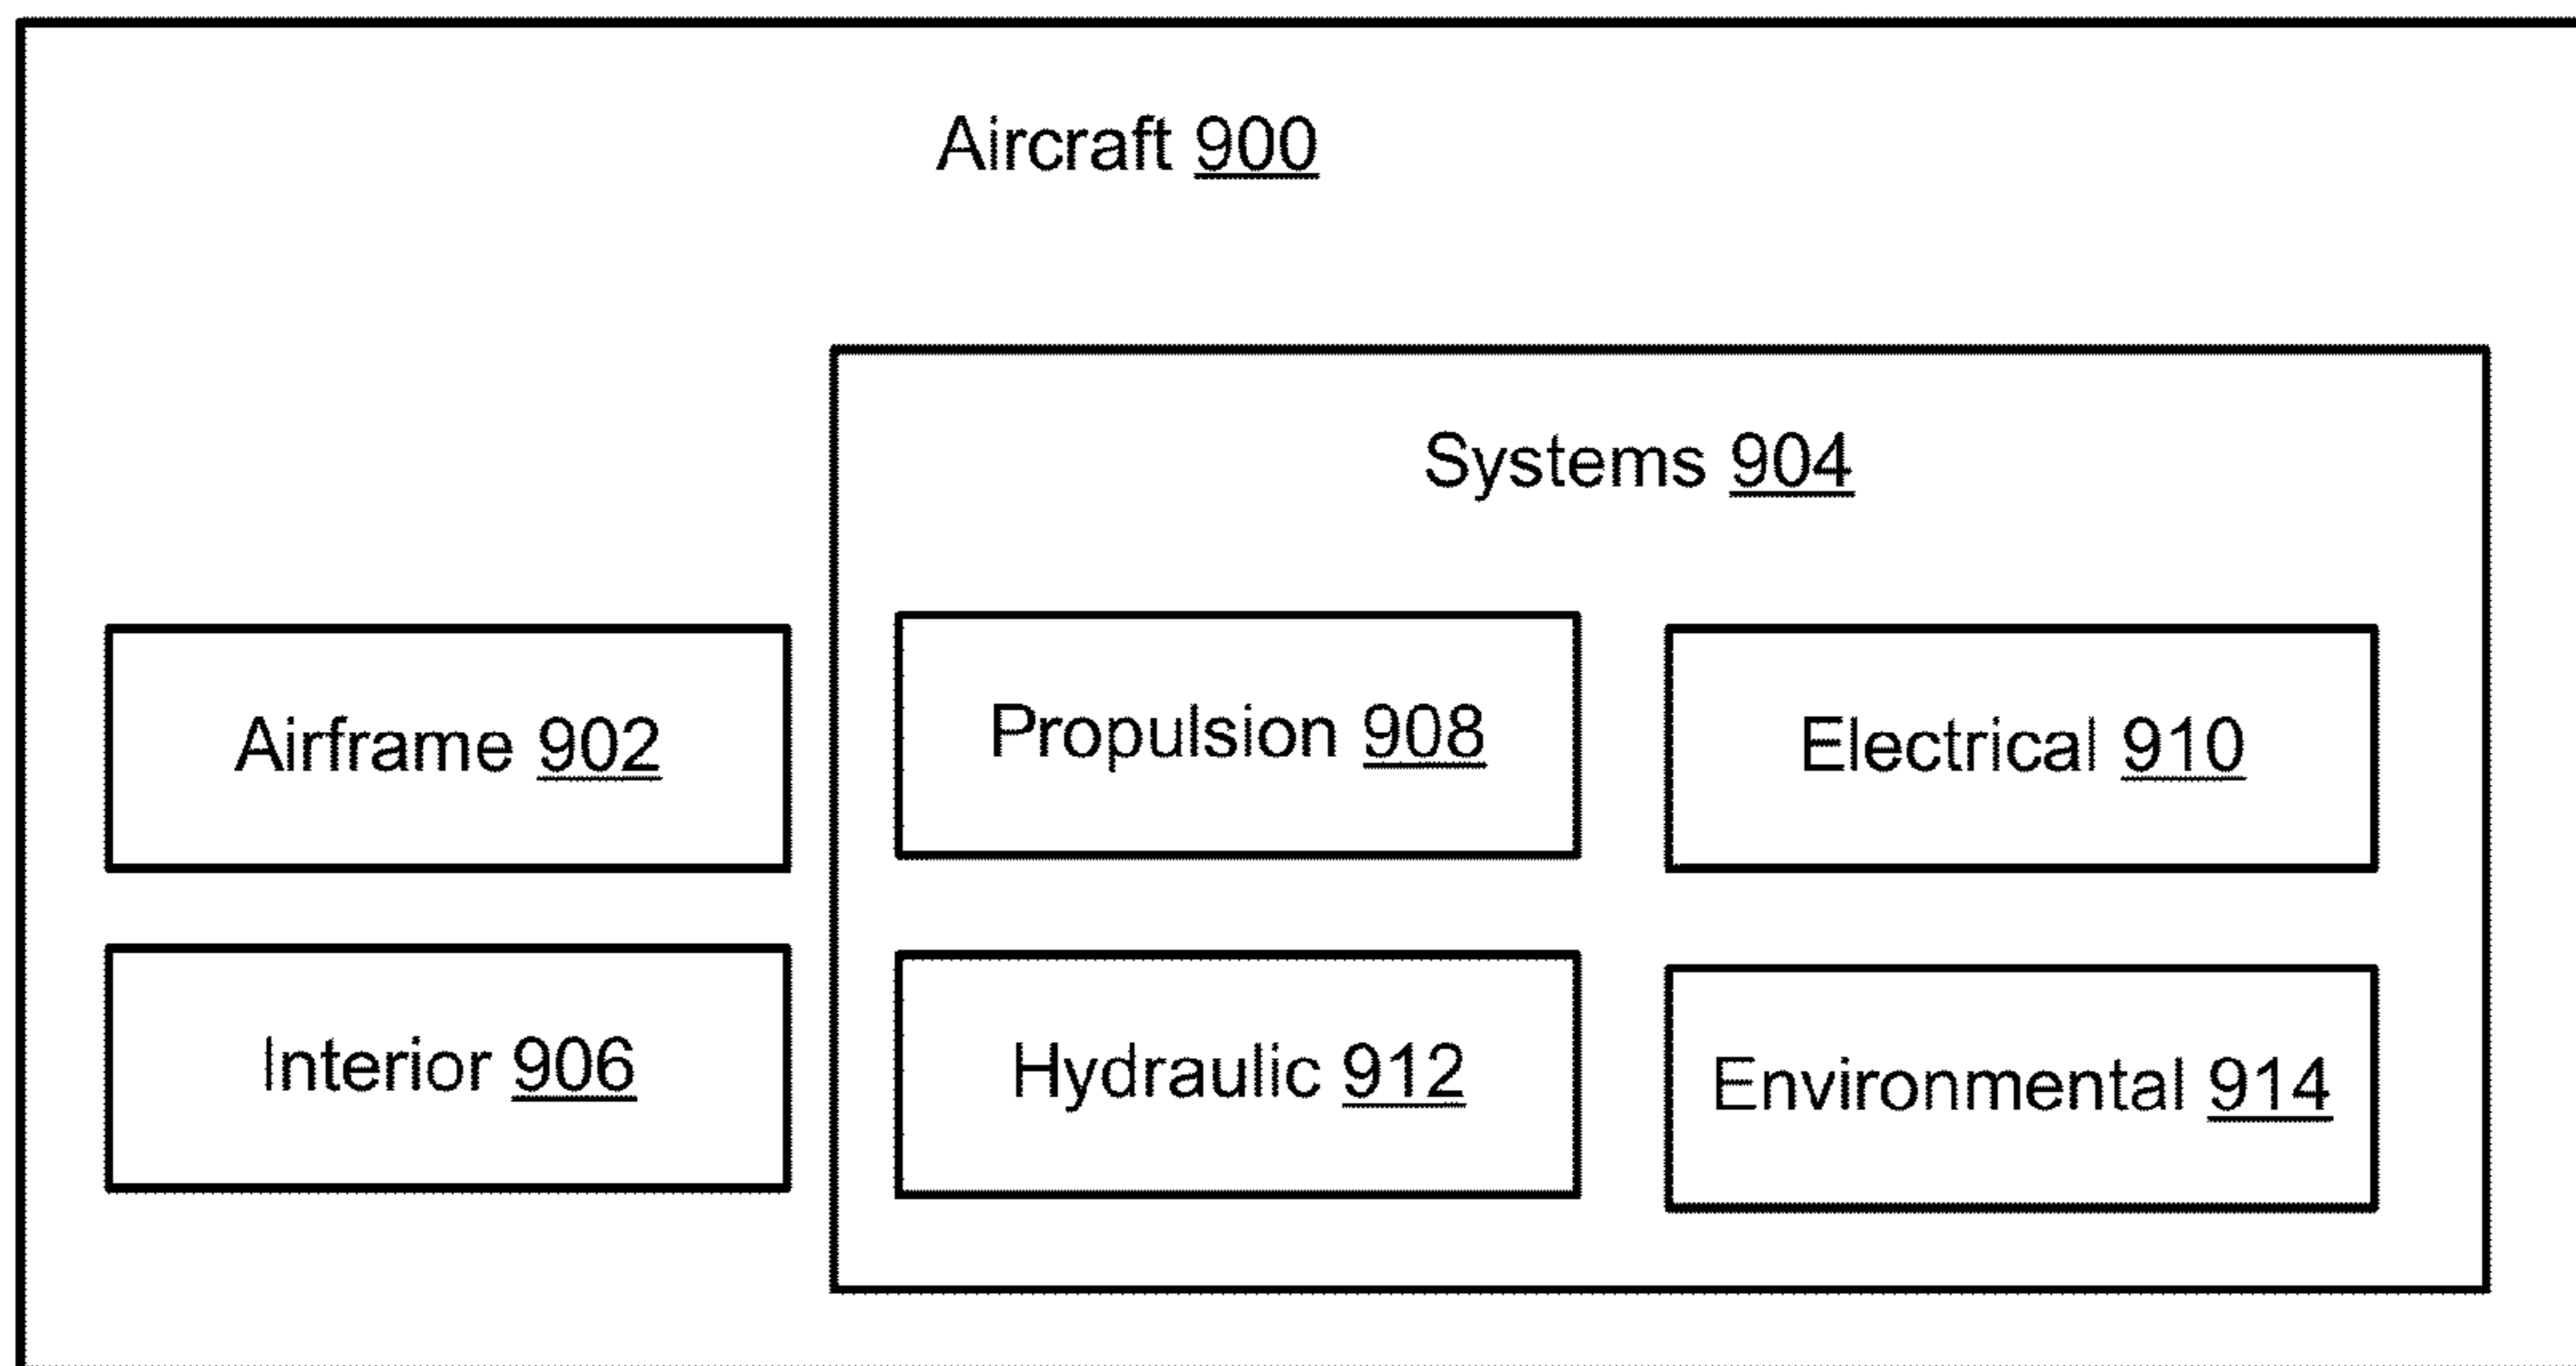 Aircraft 900
Systems 904
Airframe 902
Propulsion 908
Electrical 910
Interior 906
Hydraulic 912
Environmental 914